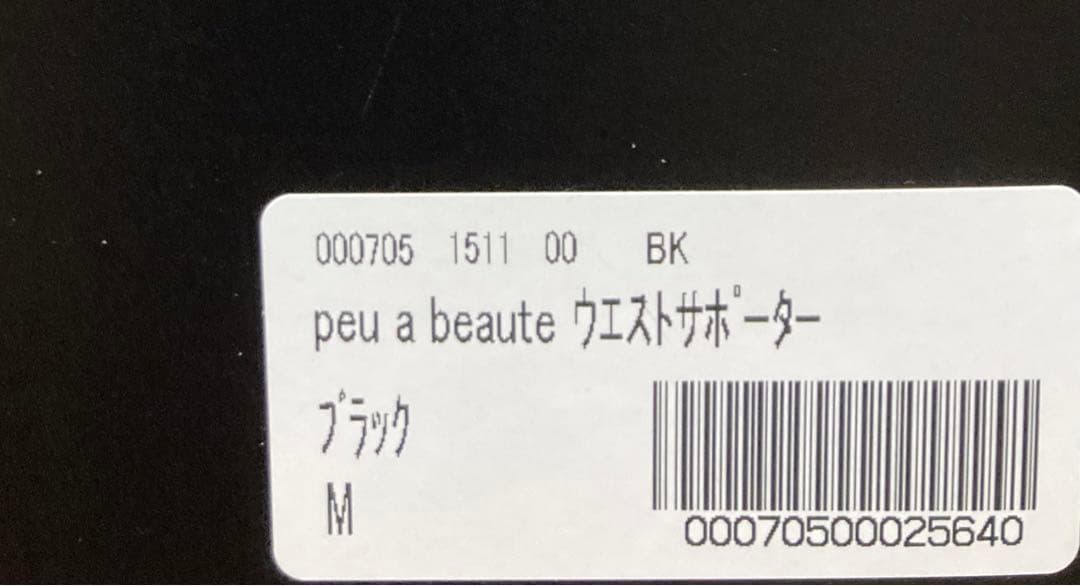 000705 1511 00 BK
peu a beaute ｳｴｽﾄｻﾎﾟｰﾀｰ
ﾌﾞﾗｯｸ
M
00070500025640